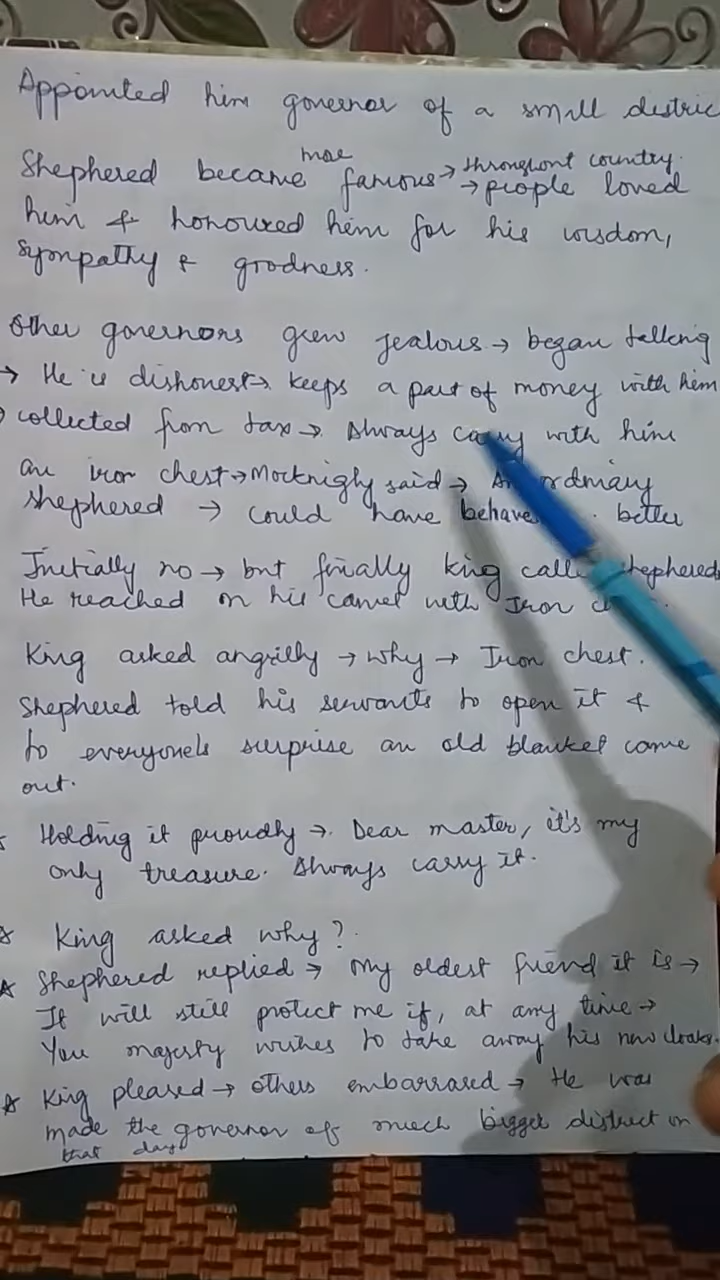 Appointed him governor of a small distric
Shephered became more famous → throughout country.
→ people loved
him & honoured him for his wisdom,
sympathy & goodness.
Other governors grew jealous → began telling
→ He is dishonest → keeps a part of money with him
collected from tax → Always carry with him
an iron chest → Mocknigly said → ordinary
shephered → could have behave better
Initially no → but finally king calle shephered
He reached on his camel with Iron
King asked angrilly → why → Iron chest.
Shephered told his servants to open it &
to everyone's surprise an old blanket came
out.
Holding it proudly → Dear master, it's my
only treasure. Always carry it.
King asked why?
Shephered replied → My oldest friend it is →
It will still protect me if, at any time →
You majesty wishes to take away his new cloaks.
King pleased → others embarrased → He was
made the governor of much bigger district on
that day